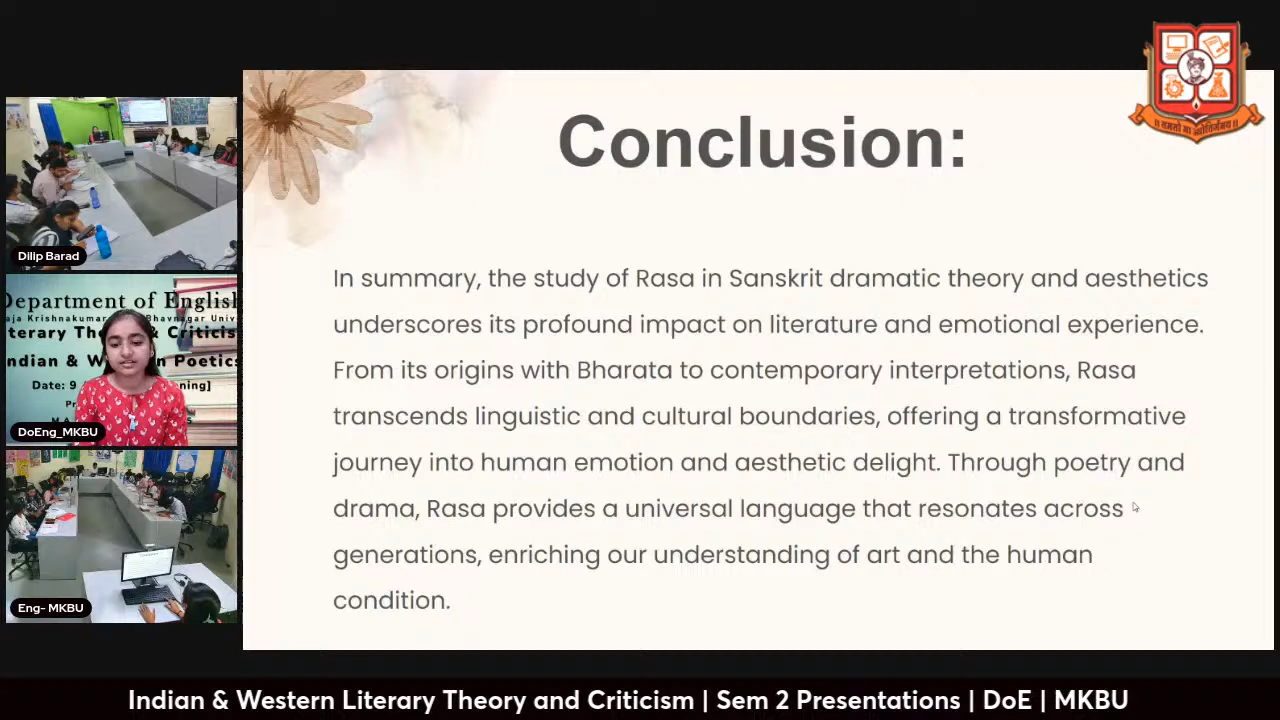 Conclusion:
In summary, the study of Rasa in Sanskrit dramatic theory and aesthetics
underscores its profound impact on literature and emotional experience.
From its origins with Bharata to contemporary interpretations, Rasa
transcends linguistic and cultural boundaries, offering a transformative
journey into human emotion and aesthetic delight. Through poetry and
drama, Rasa provides a universal language that resonates across
generations, enriching our understanding of art and the human
condition.
Dilip Barad
Department of English
Krishnakumar Bhavnagar
& Criticis
Indian & Poetics
Date: 9
DoEng_MKBU
Eng- MKBU
Indian & Western Literary Theory and Criticism | Sem 2 Presentations | DoE | MKBU